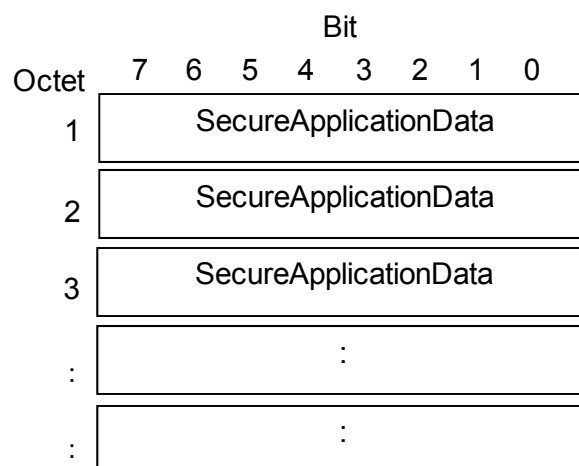 Bit
Octet 7 6 5 4 3 2 1 0
1 SecureApplicationData
2 SecureApplicationData
3 SecureApplicationData
: :
: :